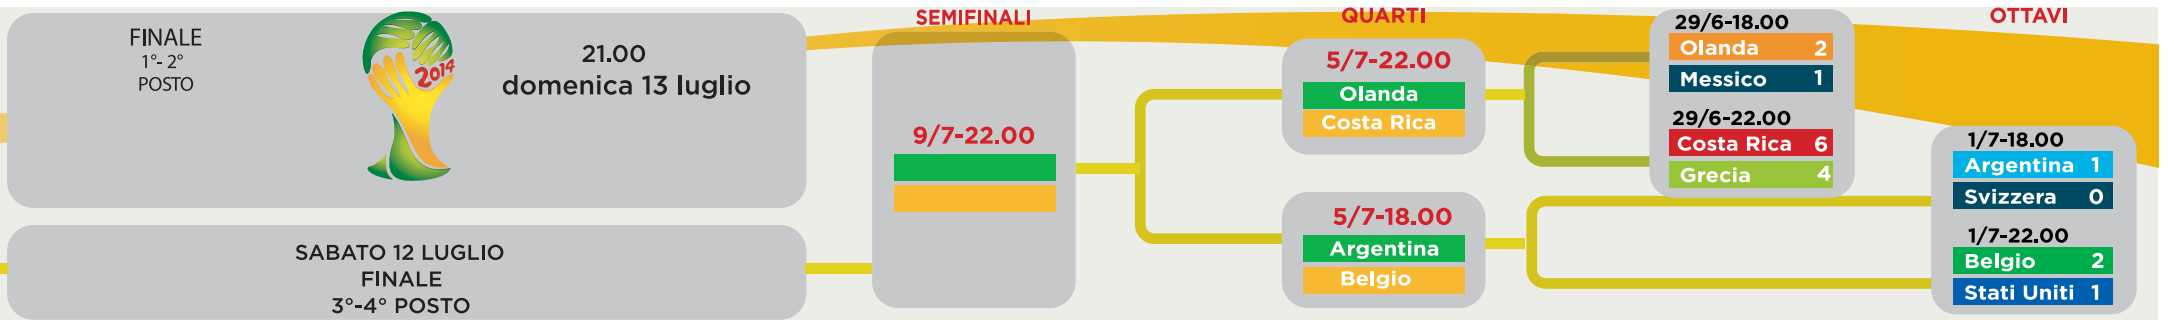 FINALE
1°- 2°
POSTO
2014
21.00
domenica 13 luglio
SABATO 12 LUGLIO
FINALE
3°-4° POSTO
SEMIFINALI
9/7-22.00
QUARTI
5/7-22.00
Olanda
Costa Rica
5/7-18.00
Argentina
Belgio
29/6-18.00
Olanda 2
Messico 1
29/6-22.00
Costa Rica 6
Grecia 4
OTTAVI
1/7-18.00
Argentina 1
Svizzera 0
1/7-22.00
Belgio 2
Stati Uniti 1